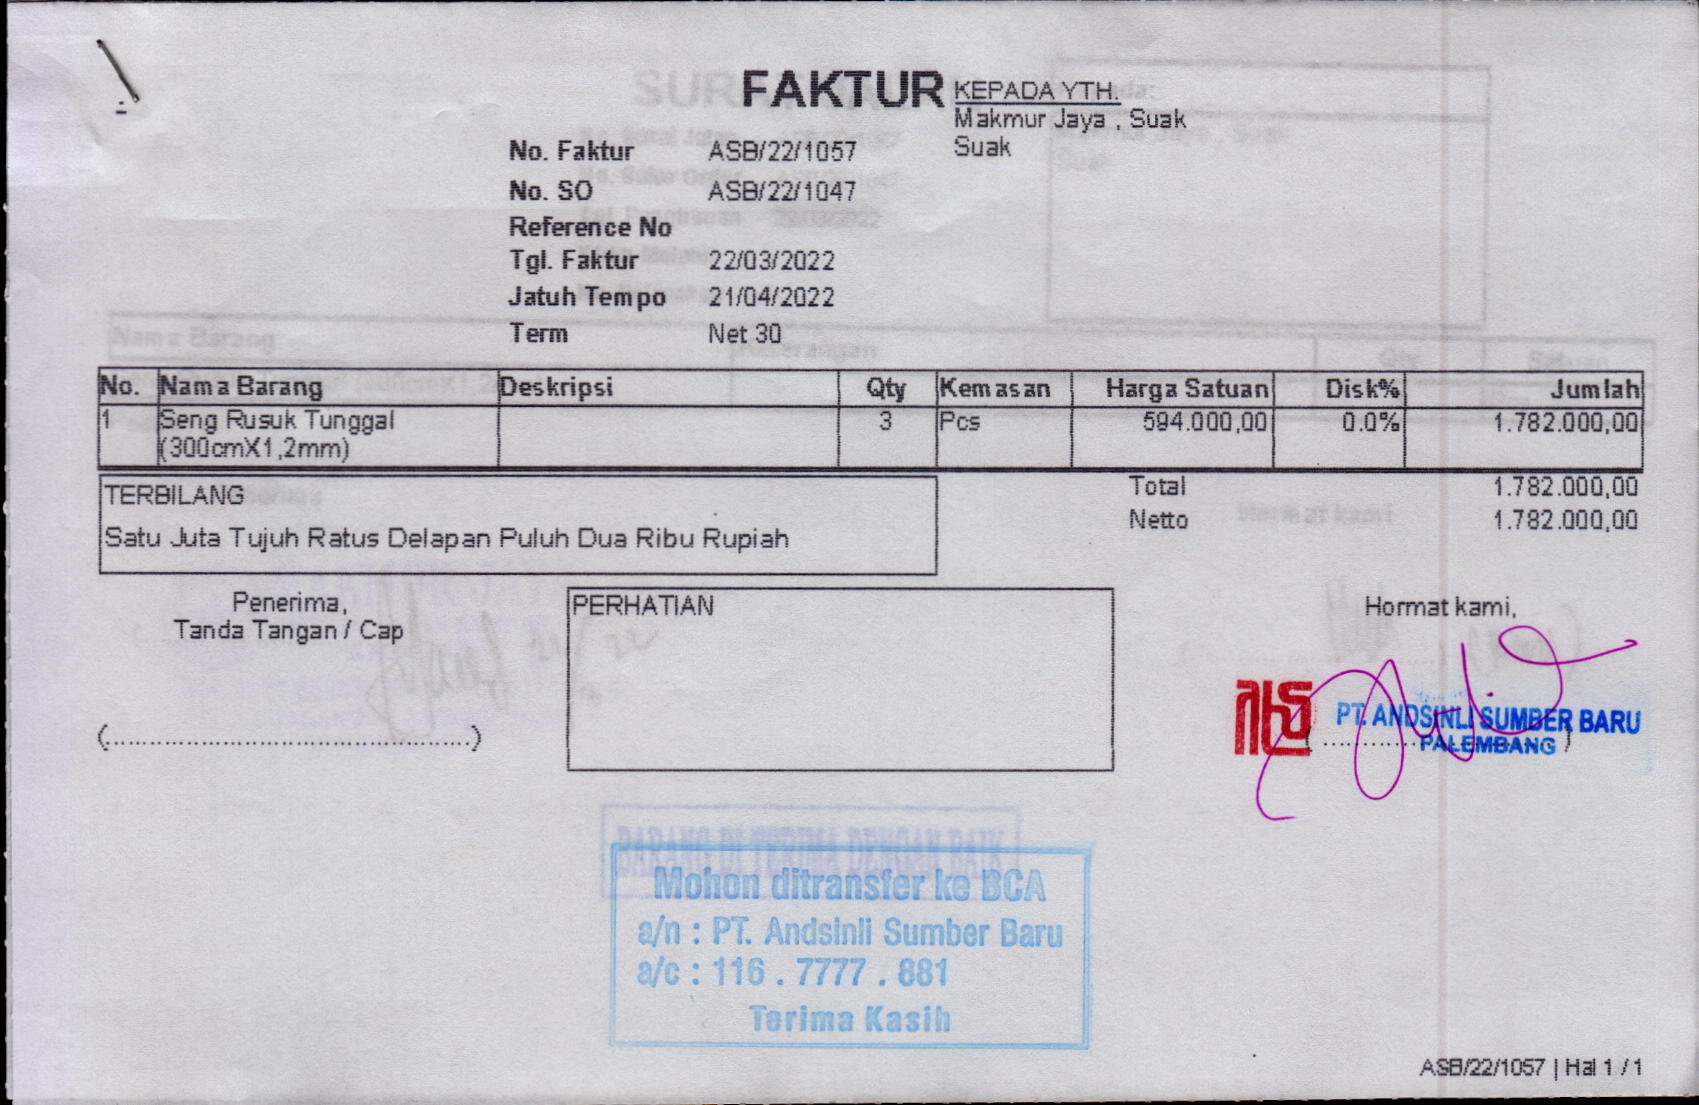 FAKTUR
KEPADA YTH.
Makmur Jaya , Suak
Suak
No. Faktur ASB/22/1057
No. SO ASB/22/1047
Reference No
Tgl. Faktur 22/03/2022
Jatuh Tempo 21/04/2022
Term Net 30
No. Nama Barang Deskripsi Qty Kemasan Harga Satuan Disk% Jumlah
1 Seng Rusuk Tunggal 3 Pcs 594.000,00 0.0% 1.782.000,00
(300cmX1,2mm)
TERBILANG
Satu Juta Tujuh Ratus Delapan Puluh Dua Ribu Rupiah
Total 1.782.000,00
Netto 1.782.000,00
Penerima,
Tanda Tangan / Cap
(..................................................)
PERHATIAN
Hormat kami,
PT. ANDSINLI SUMBER BARU
PALEMBANG
BARANG DI TERIMA DENGAN BAIK
Mohon ditransfer ke BCA
a/n : PT. Andsinli Sumber Baru
a/c : 116 . 7777 . 881
Terima Kasih
ASB/22/1057 | Hal 1 / 1